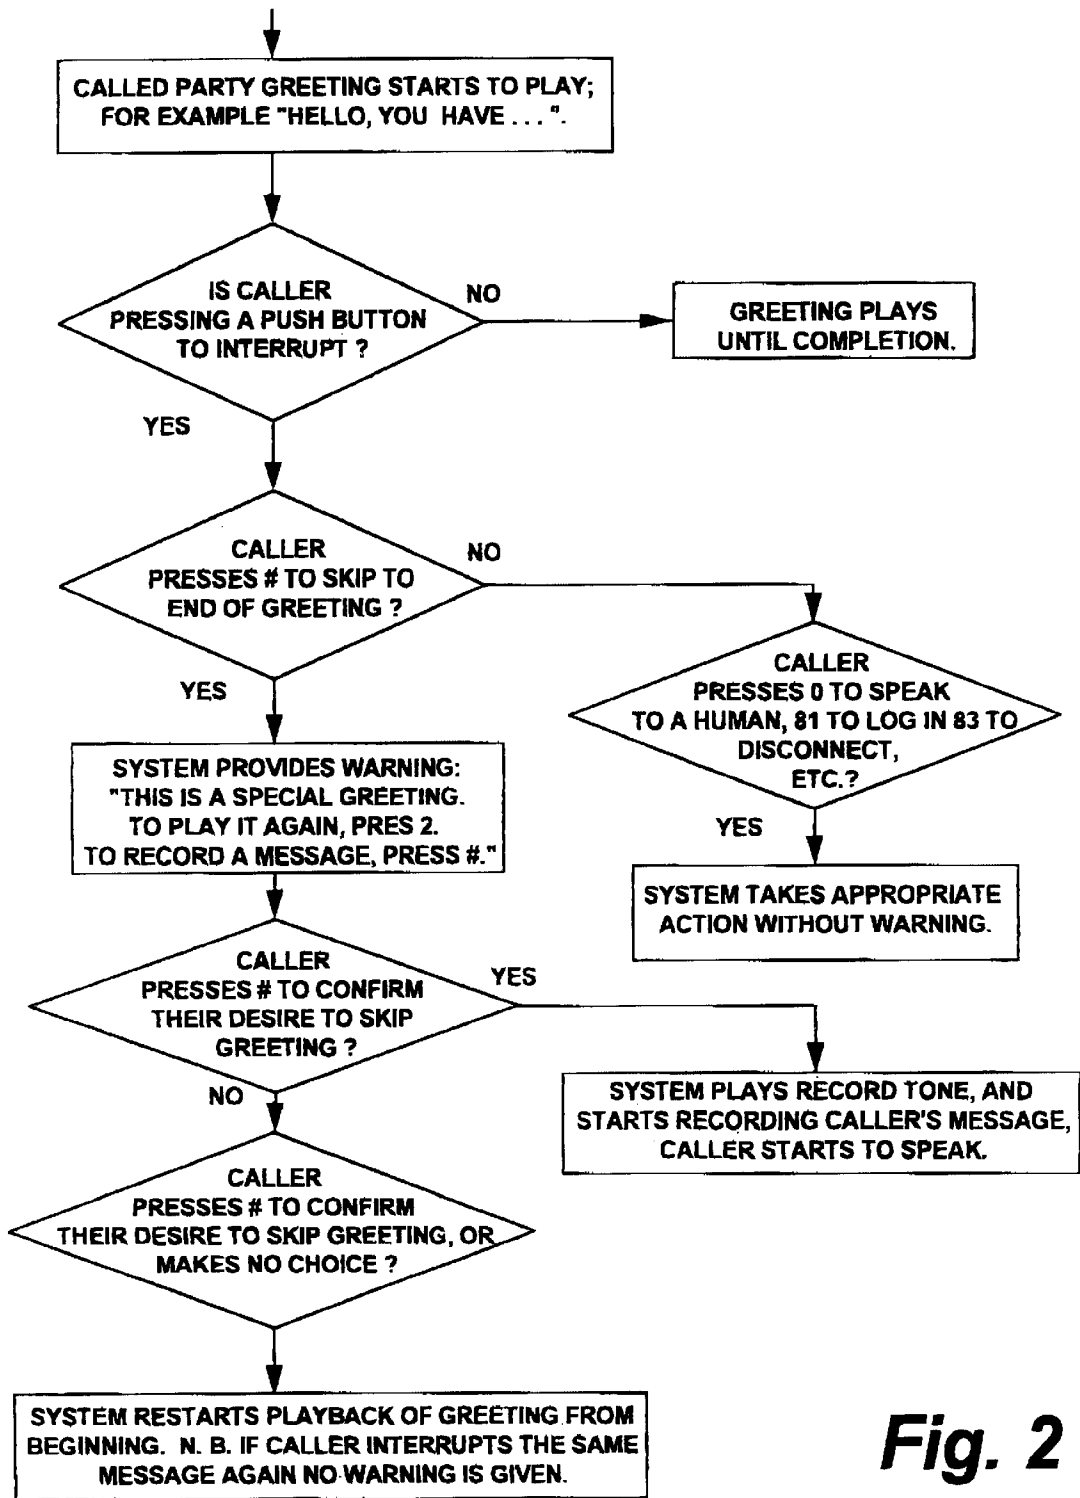 CALLED PARTY GREETING STARTS TO PLAY;
FOR EXAMPLE "HELLO, YOU HAVE . . . ".
IS CALLER
PRESSING A PUSH BUTTON
TO INTERRUPT ?
NO
GREETING PLAYS
UNTIL COMPLETION.
YES
CALLER
PRESSES # TO SKIP TO
END OF GREETING ?
NO
YES
CALLER
PRESSES 0 TO SPEAK
TO A HUMAN, 81 TO LOG IN 83 TO
DISCONNECT,
ETC.?
SYSTEM PROVIDES WARNING:
"THIS IS A SPECIAL GREETING.
TO PLAY IT AGAIN, PRES 2.
TO RECORD A MESSAGE, PRESS #."
YES
SYSTEM TAKES APPROPRIATE
ACTION WITHOUT WARNING.
CALLER
PRESSES # TO CONFIRM
THEIR DESIRE TO SKIP
GREETING ?
YES
NO
SYSTEM PLAYS RECORD TONE, AND
STARTS RECORDING CALLER'S MESSAGE,
CALLER STARTS TO SPEAK.
CALLER
PRESSES # TO CONFIRM
THEIR DESIRE TO SKIP GREETING, OR
MAKES NO CHOICE ?
SYSTEM RESTARTS PLAYBACK OF GREETING FROM
BEGINNING. N. B. IF CALLER INTERRUPTS THE SAME
MESSAGE AGAIN NO WARNING IS GIVEN.
Fig. 2